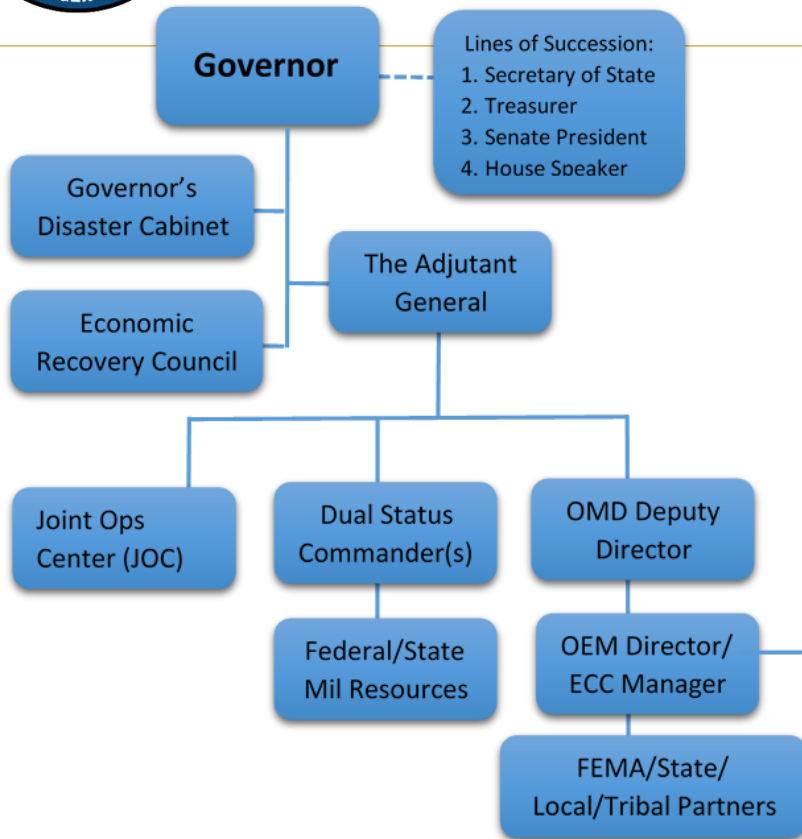 Governor
Lines of Succession:
1. Secretary of State
2. Treasurer
3. Senate President
4. House Speaker
Governor's
Disaster Cabinet
The Adjutant
General
Economic
Recovery Council
Joint Ops
Center (JOC)
Dual Status
Commander(s)
OMD Deputy
Director
Federal/State
Mil Resources
OEM Director/
ECC Manager
FEMA/State/
Local/Tribal Partners